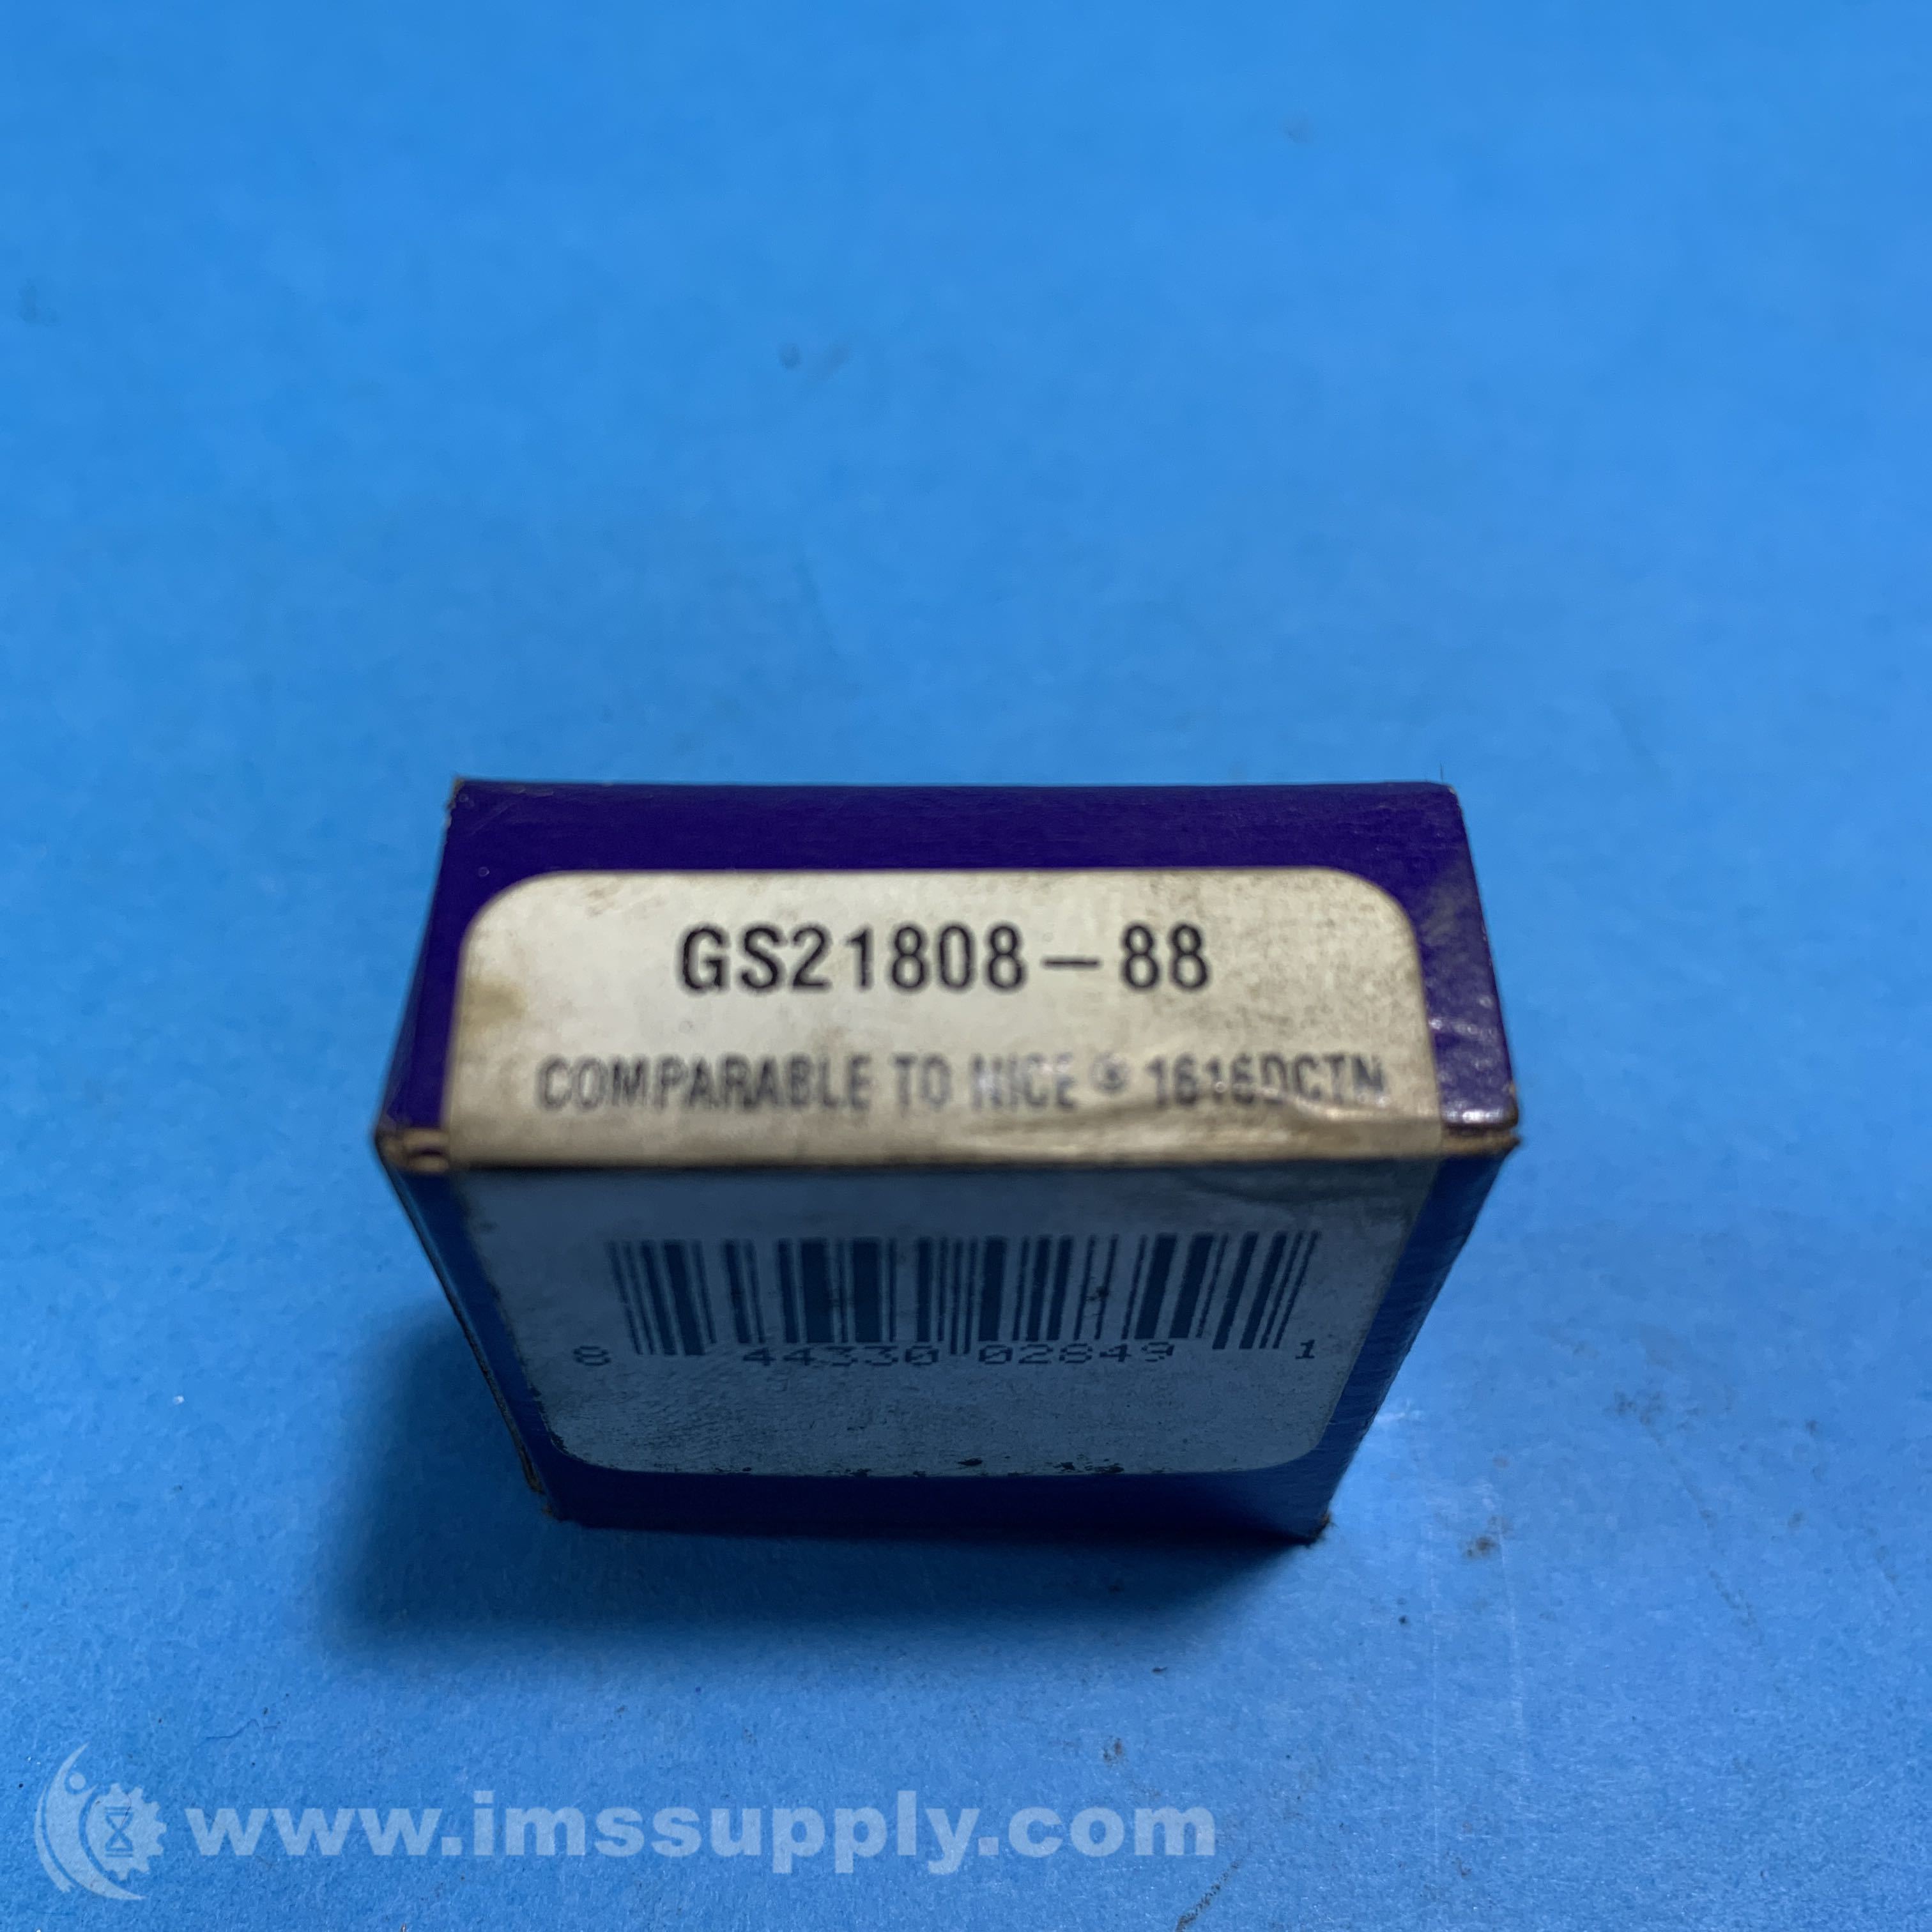 GS21808-88
COMPARABLE TO NICE ® 1616DCTN
8 44330 02849 1
www.imssupply.com